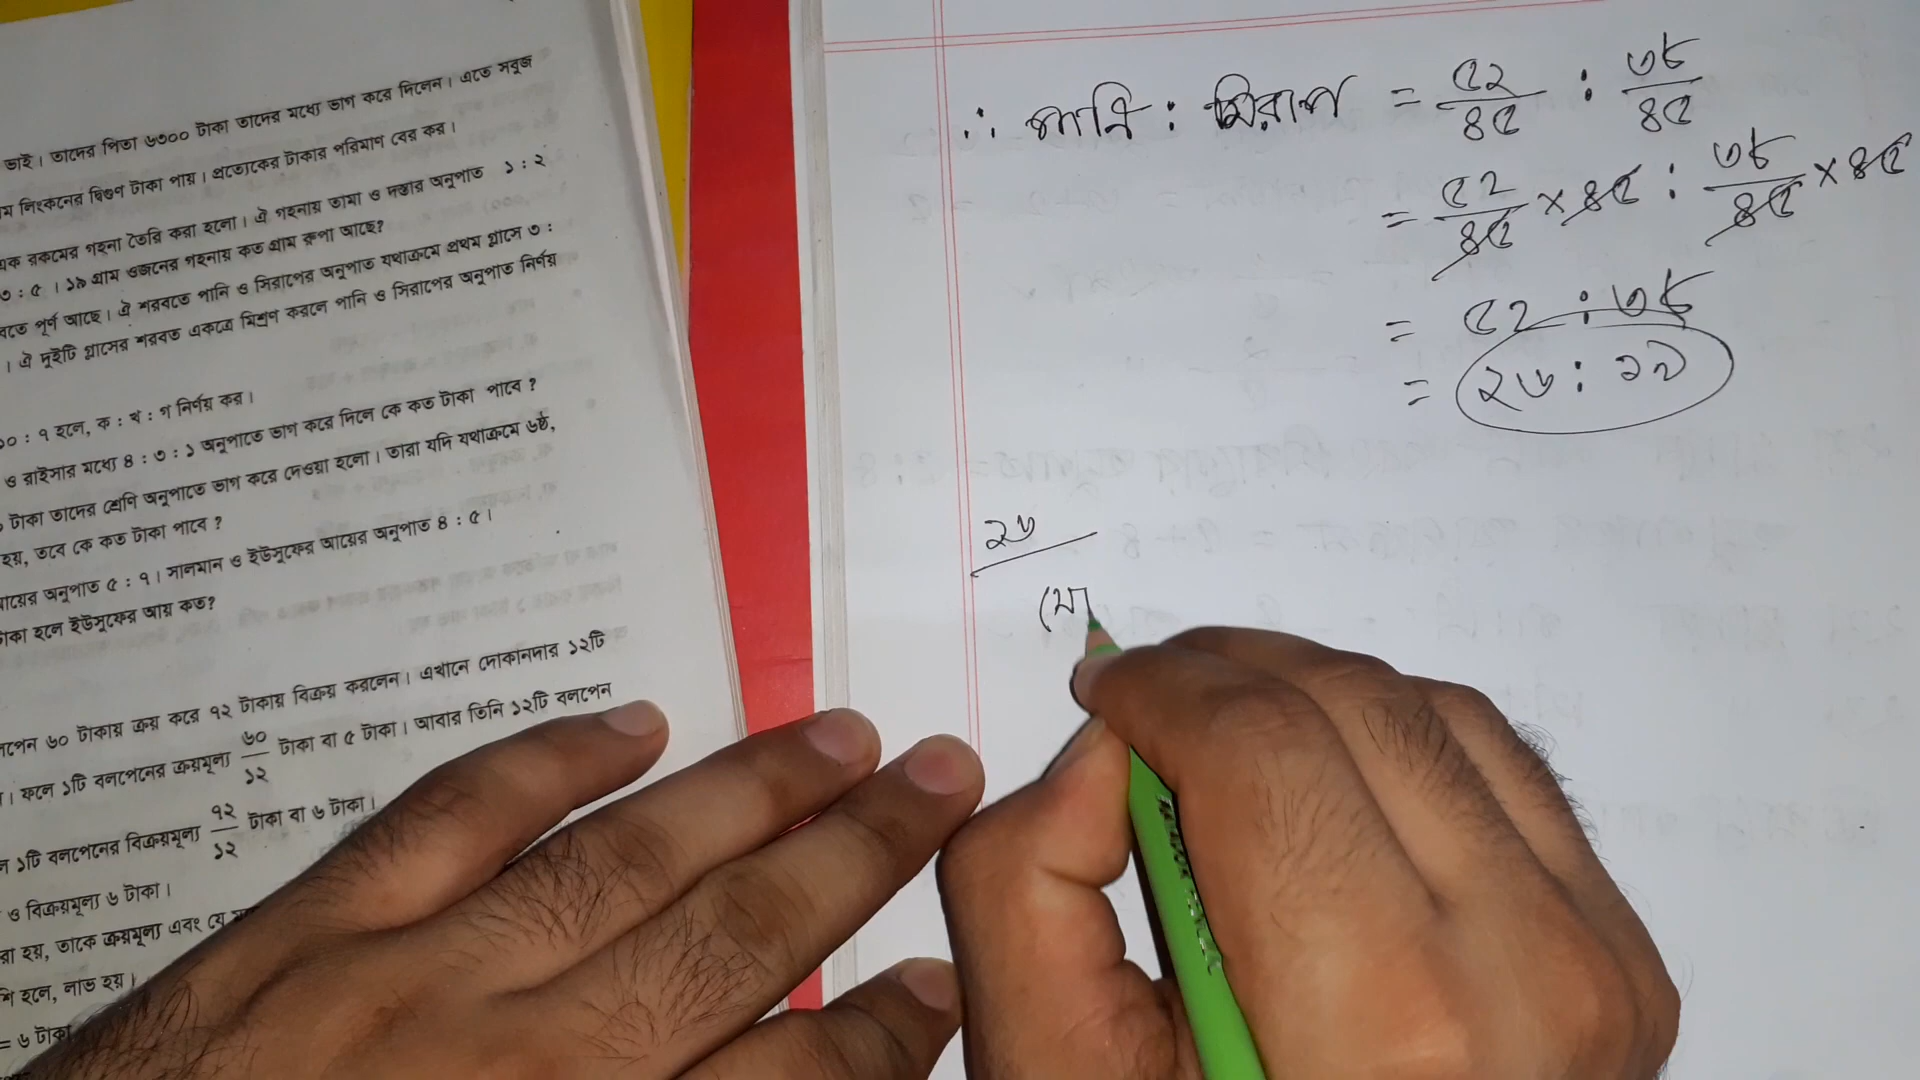 ভাই। তাদের পিতা ৬৩০০ টাকা তাদের মধ্যে ভাগ করে দিলেন। এতে সবুজ
লিংকনের দ্বিগুণ টাকা পায়। প্রত্যেকের টাকার পরিমাণ বের কর।
রকমের গহনা তৈরি করা হলো। ঐ গহনায় তামা ও দস্তার অনুপাত ১ : ২
৩ : ৫। ১৯ গ্রাম ওজনের গহনায় কত গ্রাম রুপা আছে?
পূর্ণ আছে। ঐ শরবতে পানি ও সিরাপের অনুপাত যথাক্রমে প্রথম গ্লাসে ৩ :
। ঐ দুইটি গ্লাসের শরবত একত্রে মিশ্রণ করলে পানি ও সিরাপের অনুপাত নির্ণয়
: ৭ হলে, ক : খ : গ নির্ণয় কর।
ও রাইসার মধ্যে ৪ : ৩ : ১ অনুপাতে ভাগ করে দিলে কে কত টাকা পাবে ?
টাকা তাদের শ্রেণি অনুপাতে ভাগ করে দেওয়া হলো। তারা যদি যথাক্রমে ৬ষ্ঠ,
হয়, তবে কে কত টাকা পাবে ?
অনুপাত ৫ : ৭। সালমান ও ইউসুফের আয়ের অনুপাত ৪ : ৫।
হলে ইউসুফের আয় কত?
৬০ টাকায় ক্রয় করে ৭২ টাকায় বিক্রয় করলেন। এখানে দোকানদার ১২টি
। ফলে ১টি বলপেনের ক্রয়মূল্য ৬০/১২ টাকা বা ৫ টাকা। আবার তিনি ১২টি বলপেন
১টি বলপেনের বিক্রয়মূল্য ৭২/১২ টাকা বা ৬ টাকা।
ও বিক্রয়মূল্য ৬ টাকা।
হয়, তাকে ক্রয়মূল্য এবং যে
হলে, লাভ হয়।
= ৬ টাকা
∴ পানি : সিরাপ = ৫২/৪৫ : ৩৮/৪৫
= ৫২/৪৫ × ৪৫ : ৩৮/৪৫ × ৪৫
= ৫২ : ৩৮
= ২৬ : ১৯
২৬